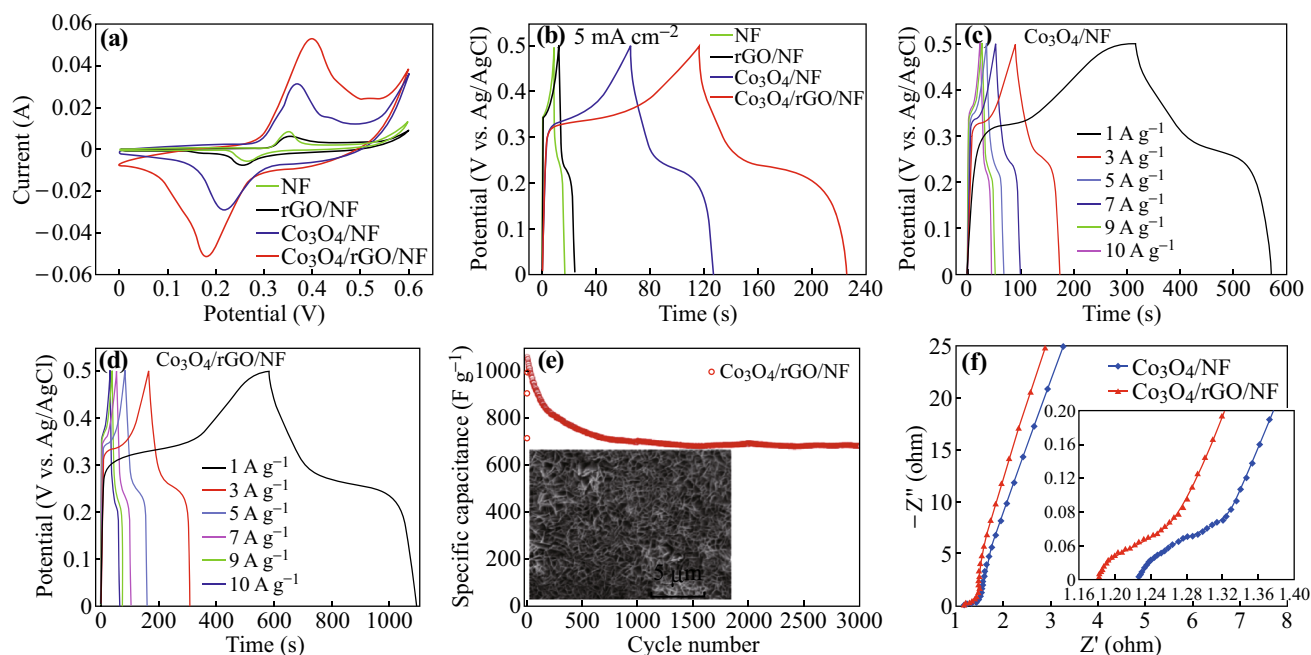 (a)
0.06
0.04
0.02
0
−0.02
−0.04
0.06
Current (A)
NF
rGO/NF
Co₃O₄/NF
Co₃O₄/rGO/NF
0 0.1 0.2 0.3 0.4 0.5 0.6
Potential (V)
(b)
5 mA cm⁻²
0.5
0.4
0.3
0.2
0.1
0
Potential (V vs. Ag/AgCl)
NF
rGO/NF
Co₃O₄/NF
Co₃O₄/rGO/NF
0 40 80 120 160 200 240
Time (s)
(c)
Co₃O₄/NF
0.5
0.4
0.3
0.2
0.1
0
Potential (V vs. Ag/AgCl)
1 A g⁻¹
3 A g⁻¹
5 A g⁻¹
7 A g⁻¹
9 A g⁻¹
10 A g⁻¹
0 100 200 300 400 500 600
Time (s)
(d)
Co₃O₄/rGO/NF
0.5
0.4
0.3
0.2
0.1
0
Potential (V vs. Ag/AgCl)
1 A g⁻¹
3 A g⁻¹
5 A g⁻¹
7 A g⁻¹
9 A g⁻¹
10 A g⁻¹
0 200 400 600 800 1000
Time (s)
(e)
Co₃O₄/rGO/NF
1000
800
600
400
200
0
Specific capacitance (F g⁻¹)
5 μm
0 500 1000 1500 2000 2500 3000
Cycle number
(f)
Co₃O₄/NF
Co₃O₄/rGO/NF
25
20
15
10
5
0
−Z'' (ohm)
0.20
0.16
0.12
0.08
0.06
0
1.16 1.20 1.24 1.28 1.32 1.36 1.40
1 2 3 4 5 6 7 8
Z' (ohm)